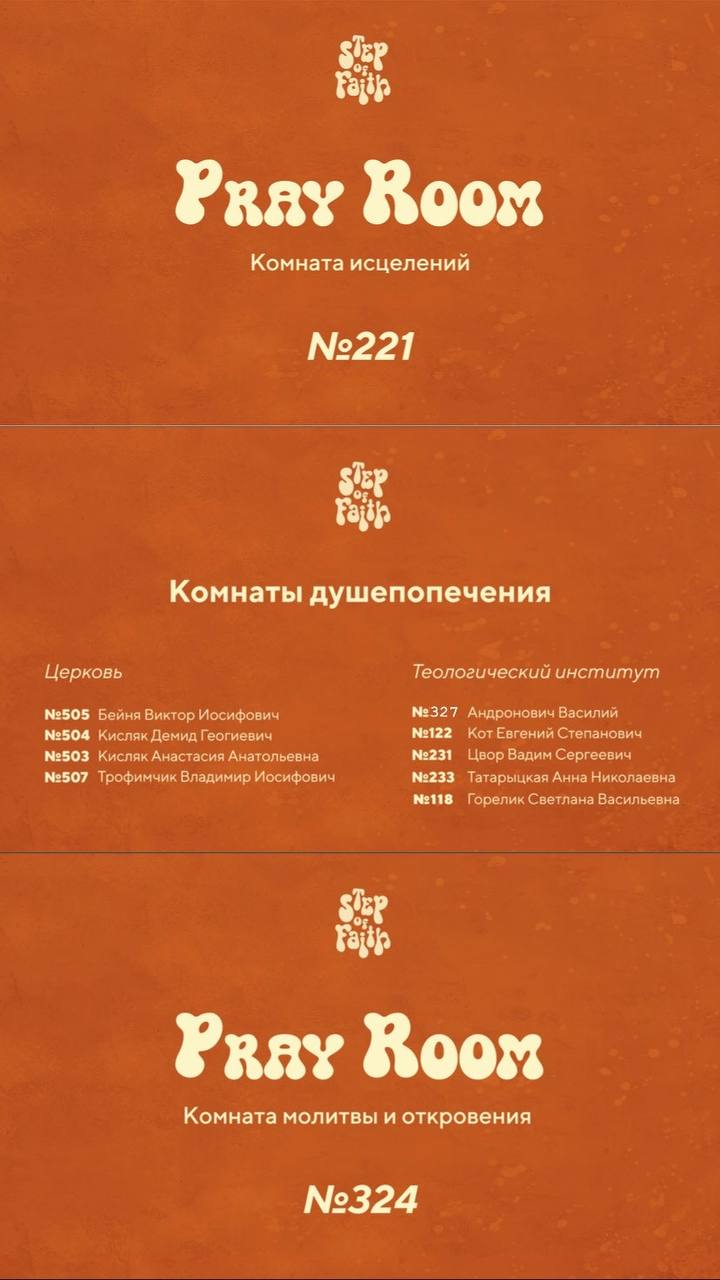 STEP
OF
Faith
PRAY ROOM
Комната исцелений
№221
STEP
OF
Faith
Комнаты душепопечения
Церковь
№505 Бейня Виктор Иосифович
№504 Кисляк Демид Геогиевич
№503 Кисляк Анастасия Анатольевна
№507 Трофимчик Владимир Иосифович
Теологический институт
№327 Андронович Василий
№122 Кот Евгений Степанович
№231 Цвор Вадим Сергеевич
№233 Татарыцкая Анна Николаевна
№118 Горелик Светлана Васильевна
STEP
OF
Faith
PRAY ROOM
Комната молитвы и откровения
№324